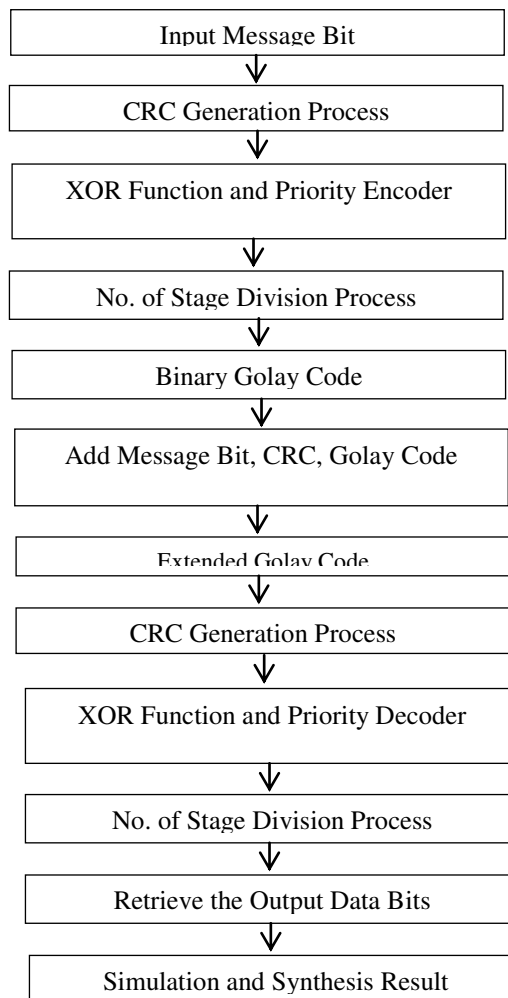 Input Message Bit
CRC Generation Process
XOR Function and Priority Encoder
No. of Stage Division Process
Binary Golay Code
Add Message Bit, CRC, Golay Code
Extended Golay Code
CRC Generation Process
XOR Function and Priority Decoder
No. of Stage Division Process
Retrieve the Output Data Bits
Simulation and Synthesis Result